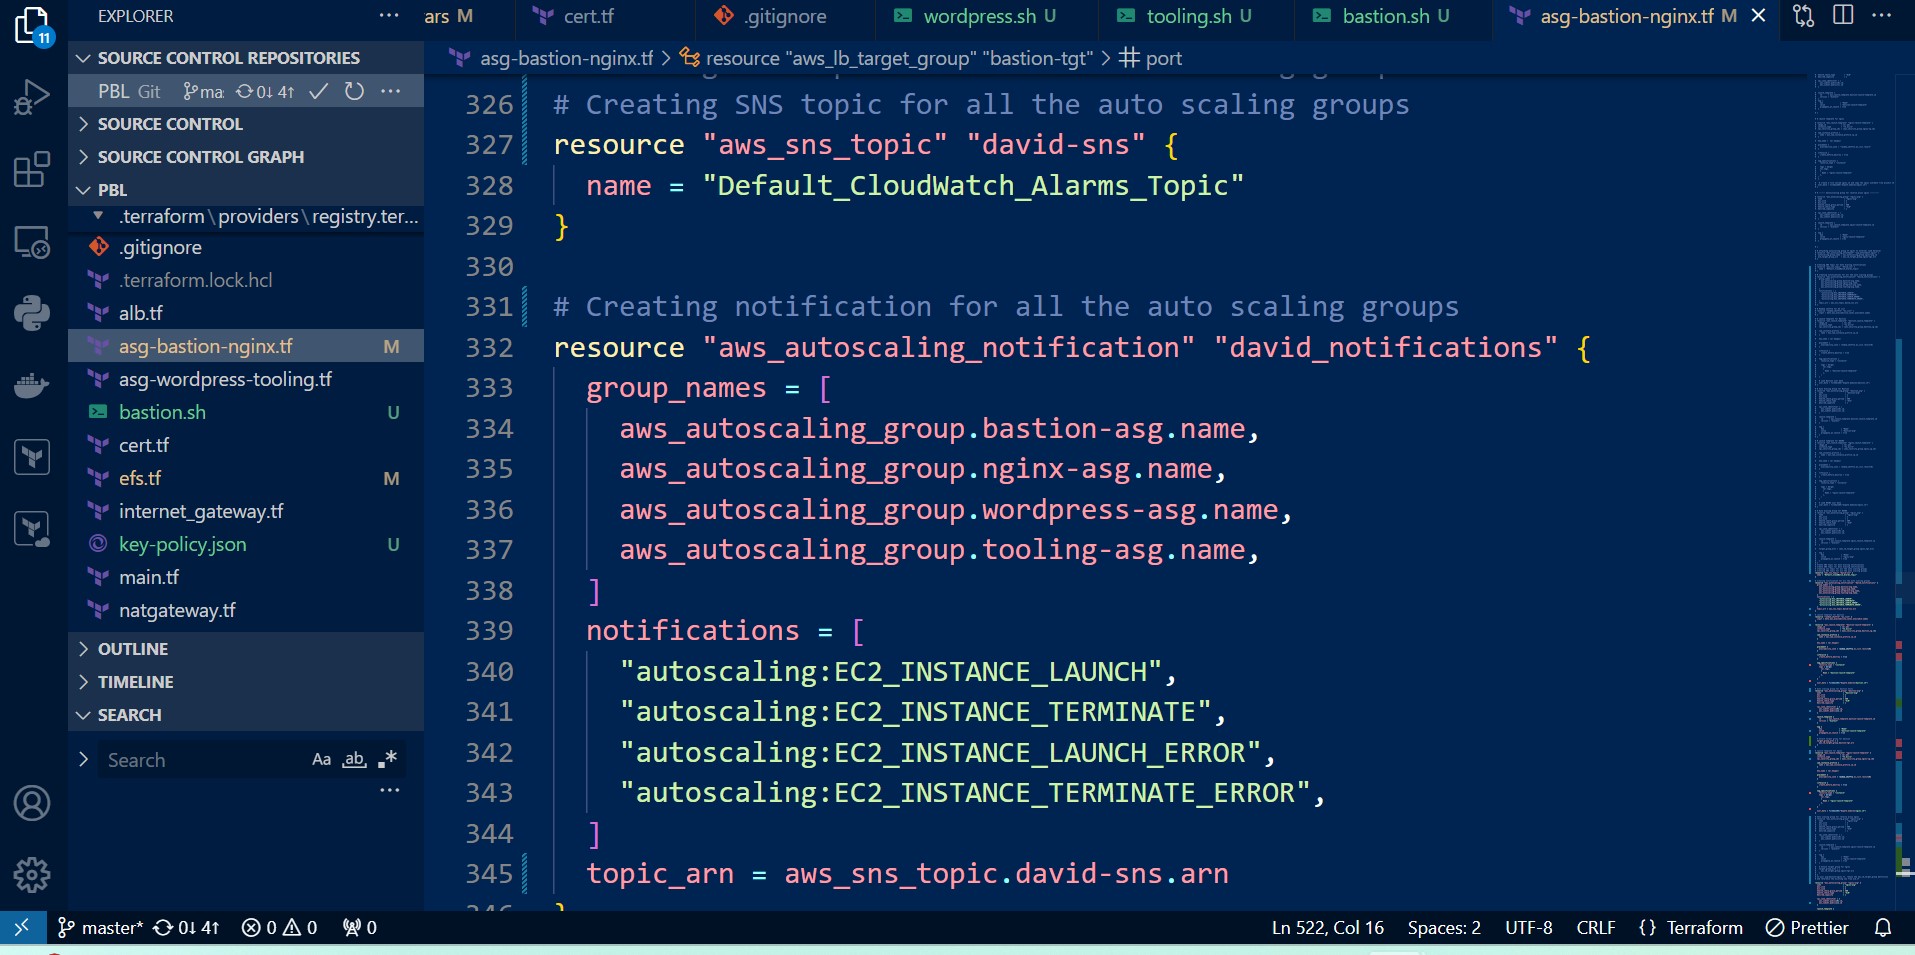 EXPLORER
ars M
cert.tf
.gitignore
wordpress.sh U
tooling.sh U
bastion.sh U
asg-bastion-nginx.tf M
11
SOURCE CONTROL REPOSITORIES
PBL Git
mas
0↓ 4↑
SOURCE CONTROL
SOURCE CONTROL GRAPH
PBL
.terraform\providers\registry.ter...
.gitignore
.terraform.lock.hcl
alb.tf
asg-bastion-nginx.tf M
asg-wordpress-tooling.tf
bastion.sh U
cert.tf
efs.tf M
internet_gateway.tf
key-policy.json U
main.tf
natgateway.tf
OUTLINE
TIMELINE
SEARCH
Search Aa ab .*
asg-bastion-nginx.tf > resource "aws_lb_target_group" "bastion-tgt" > # port
326 # Creating SNS topic for all the auto scaling groups
327 resource "aws_sns_topic" "david-sns" {
328 name = "Default_CloudWatch_Alarms_Topic"
329 }
330
331 # Creating notification for all the auto scaling groups
332 resource "aws_autoscaling_notification" "david_notifications" {
333 group_names = [
334 aws_autoscaling_group.bastion-asg.name,
335 aws_autoscaling_group.nginx-asg.name,
336 aws_autoscaling_group.wordpress-asg.name,
337 aws_autoscaling_group.tooling-asg.name,
338 ]
339 notifications = [
340 "autoscaling:EC2_INSTANCE_LAUNCH",
341 "autoscaling:EC2_INSTANCE_TERMINATE",
342 "autoscaling:EC2_INSTANCE_LAUNCH_ERROR",
343 "autoscaling:EC2_INSTANCE_TERMINATE_ERROR",
344 ]
345 topic_arn = aws_sns_topic.david-sns.arn
346 }
master* 0↓ 4↑ 0 0 0
Ln 522, Col 16 Spaces: 2 UTF-8 CRLF {} Terraform Prettier